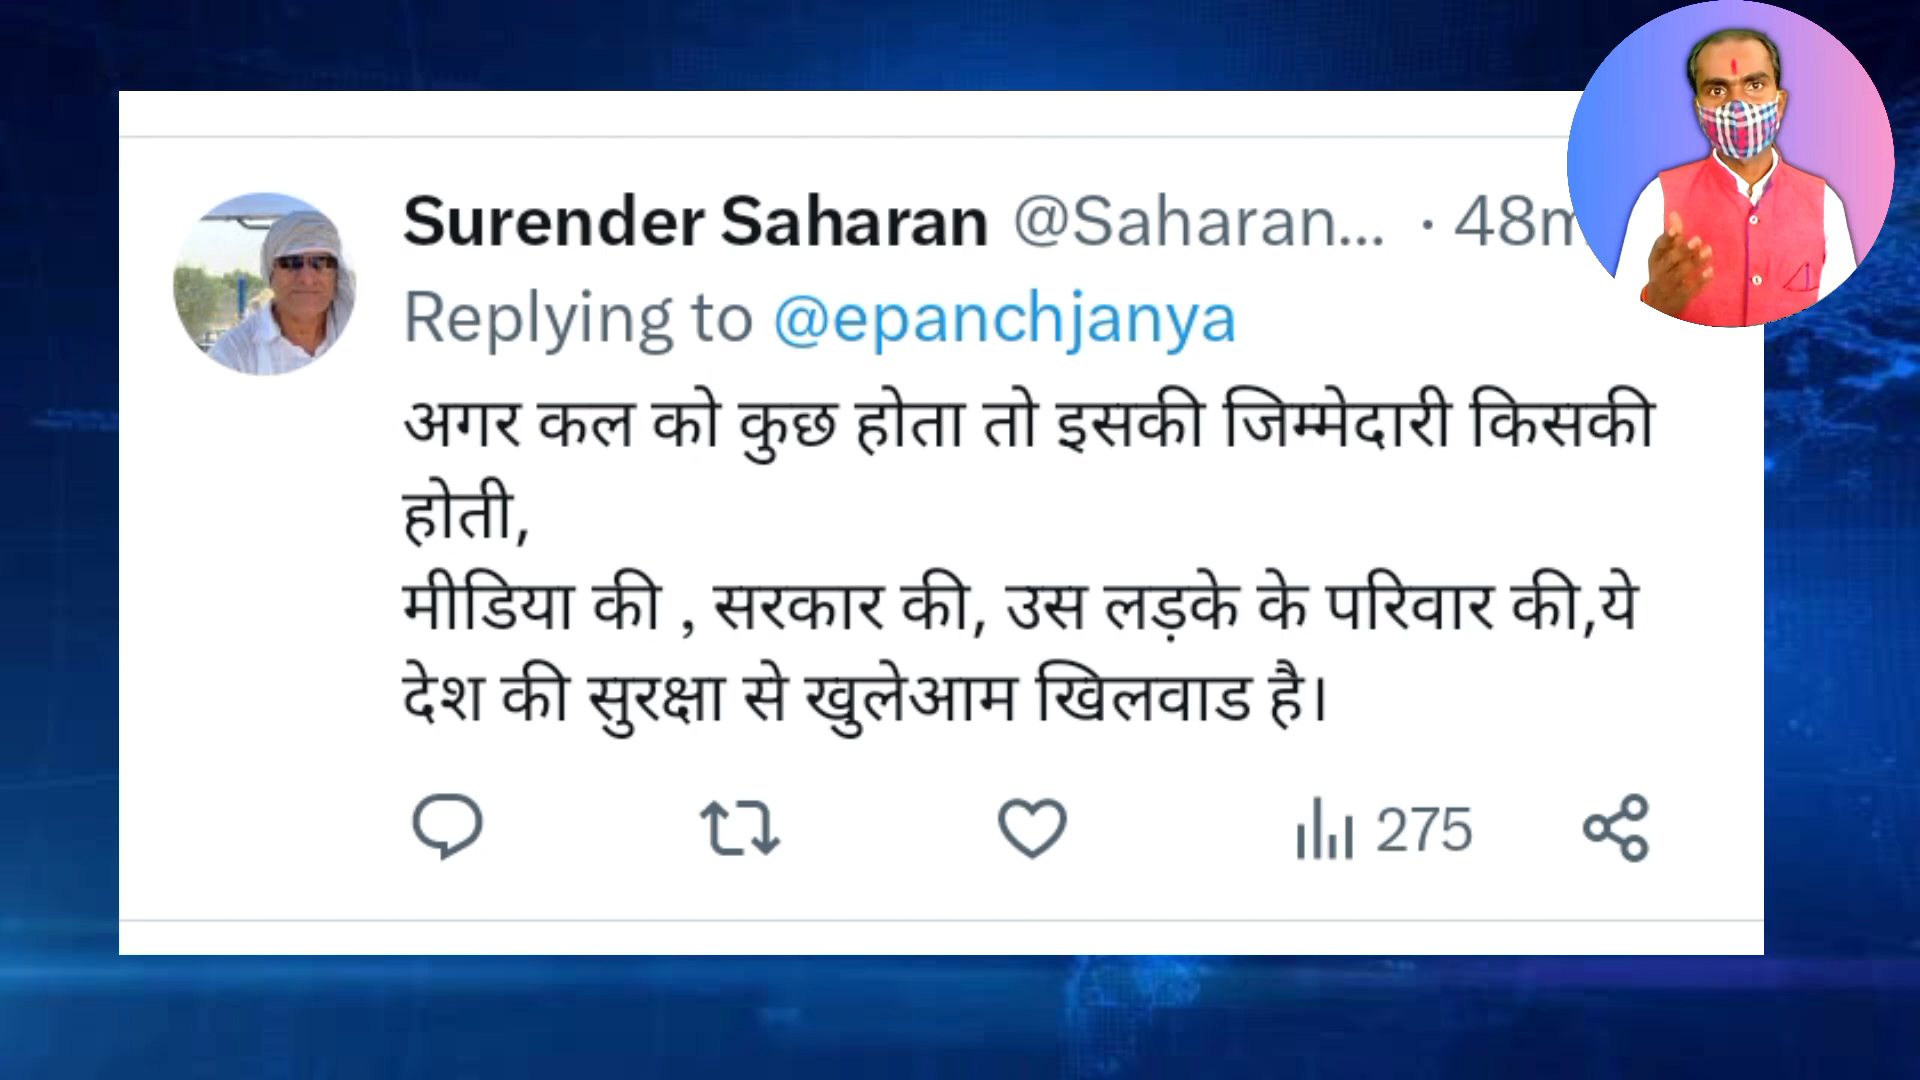 Surender Saharan @Saharan... · 48m
Replying to @epanchjanya
अगर कल को कुछ होता तो इसकी जिम्मेदारी किसकी
होती,
मीडिया की , सरकार की, उस लड़के के परिवार की,ये
देश की सुरक्षा से खुलेआम खिलवाड है।
275